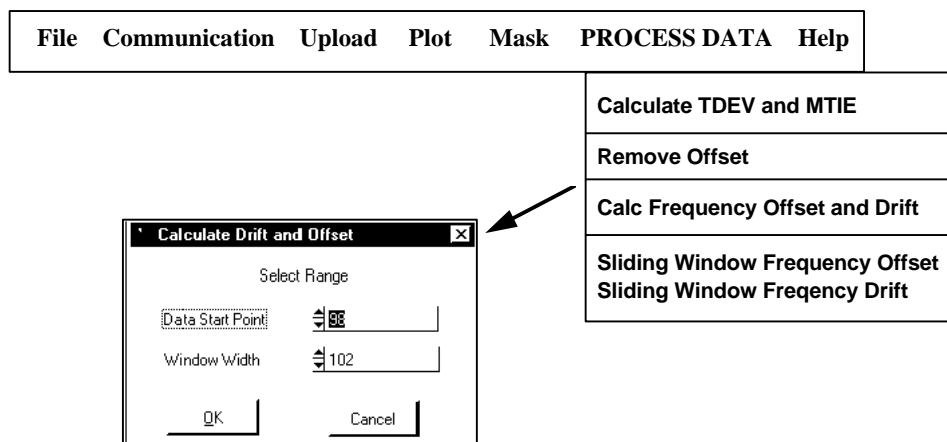 File Communication Upload Plot Mask PROCESS DATA Help
Calculate TDEV and MTIE
Remove Offset
Calc Frequency Offset and Drift
Sliding Window Frequency Offset
Sliding Window Freqency Drift
Calculate Drift and Offset
Select Range
Data Start Point 98
Window Width 102
OK Cancel